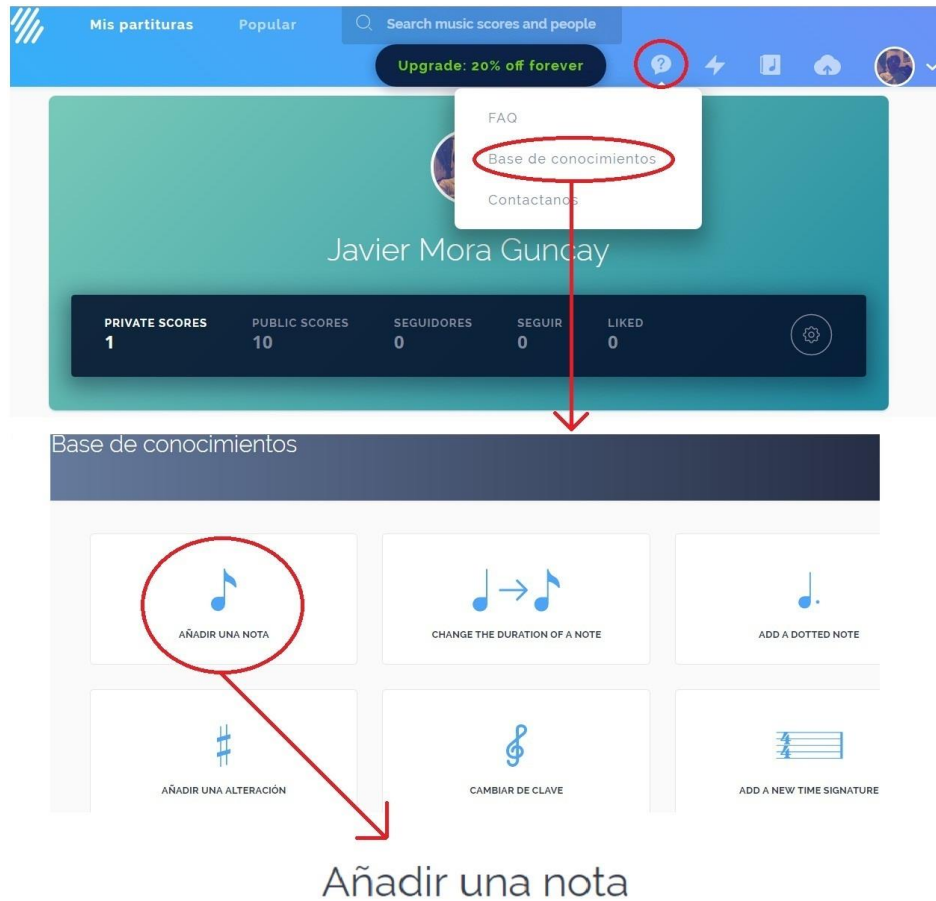 Mis partituras Popular Search music scores and people
Upgrade: 20% off forever
FAQ
Base de conocimientos
Contactanos
Javier Mora Guncay
PRIVATE SCORES PUBLIC SCORES SEGUIDORES SEGUIR LIKED
1 10 0 0 0
Base de conocimientos
AÑADIR UNA NOTA CHANGE THE DURATION OF A NOTE ADD A DOTTED NOTE
4
4
AÑADIR UNA ALTERACIÓN CAMBIAR DE CLAVE ADD A NEW TIME SIGNATURE
Añadir una nota